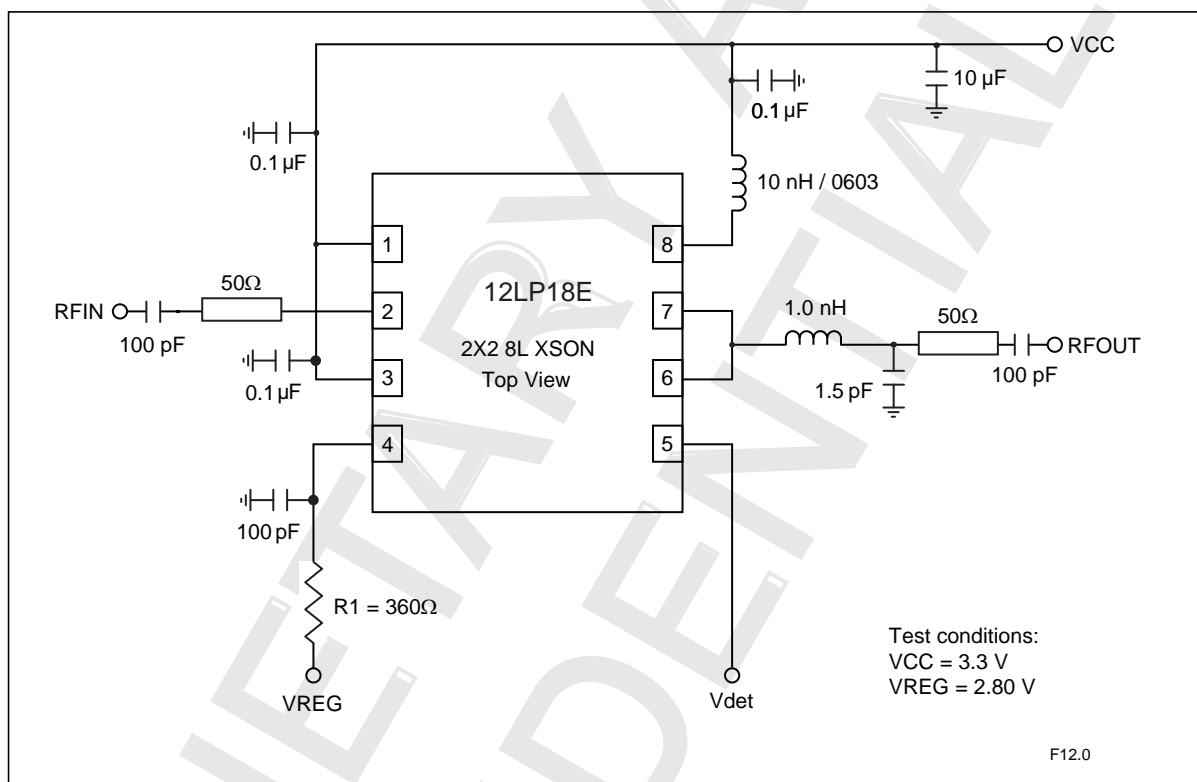 VCC
10 µF
0.1 µF
0.1 µF
10 nH / 0603
1
8
50Ω
12LP18E
1.0 nH
RFIN
2
7
50Ω
100 pF
2X2 8L XSON
RFOUT
0.1 µF
3
Top View
6
1.5 pF
100 pF
4
5
100 pF
R1 = 360Ω
Test conditions:
VCC = 3.3 V
VREG = 2.80 V
VREG
Vdet
F12.0